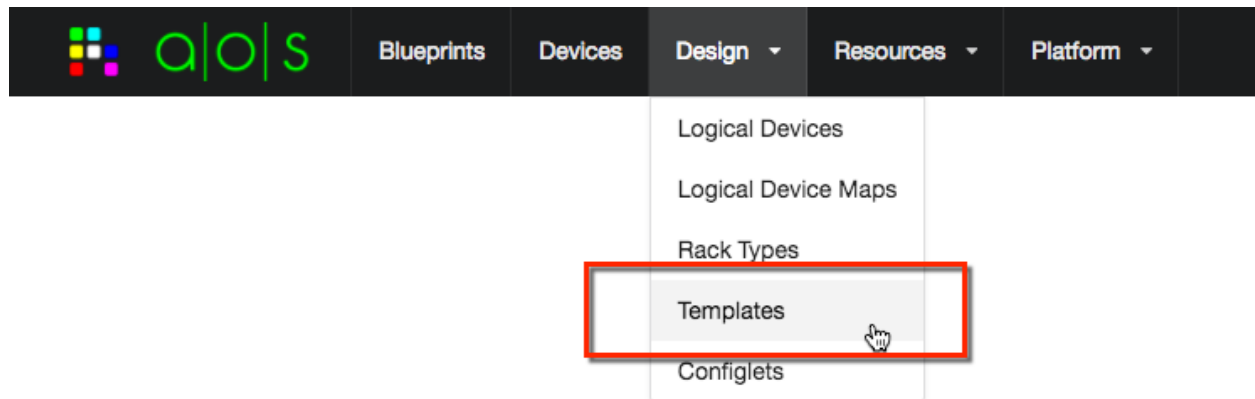 a|o|s Blueprints Devices Design Resources Platform
Logical Devices
Logical Device Maps
Rack Types
Templates
Configlets